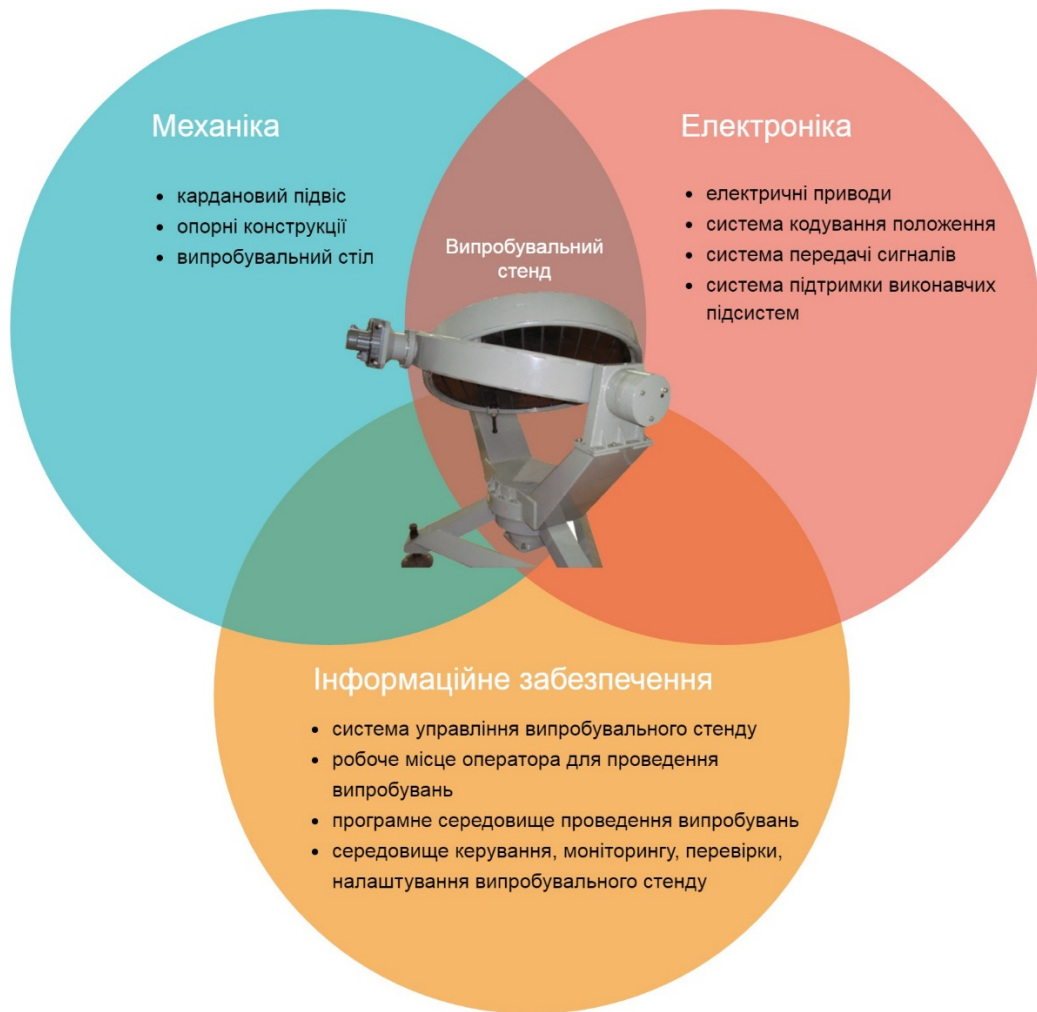 Механіка
• кардановий підвіс
• опорні конструкції
• випробувальний стіл
Електроніка
• електричні приводи
• система кодування положення
• система передачі сигналів
• система підтримки виконавчих
підсистем
Випробувальний
стенд
Інформаційне забезпечення
• система управління випробувального стенду
• робоче місце оператора для проведення
випробувань
• програмне середовище проведення випробувань
• середовище керування, моніторингу, перевірки,
налаштування випробувального стенду